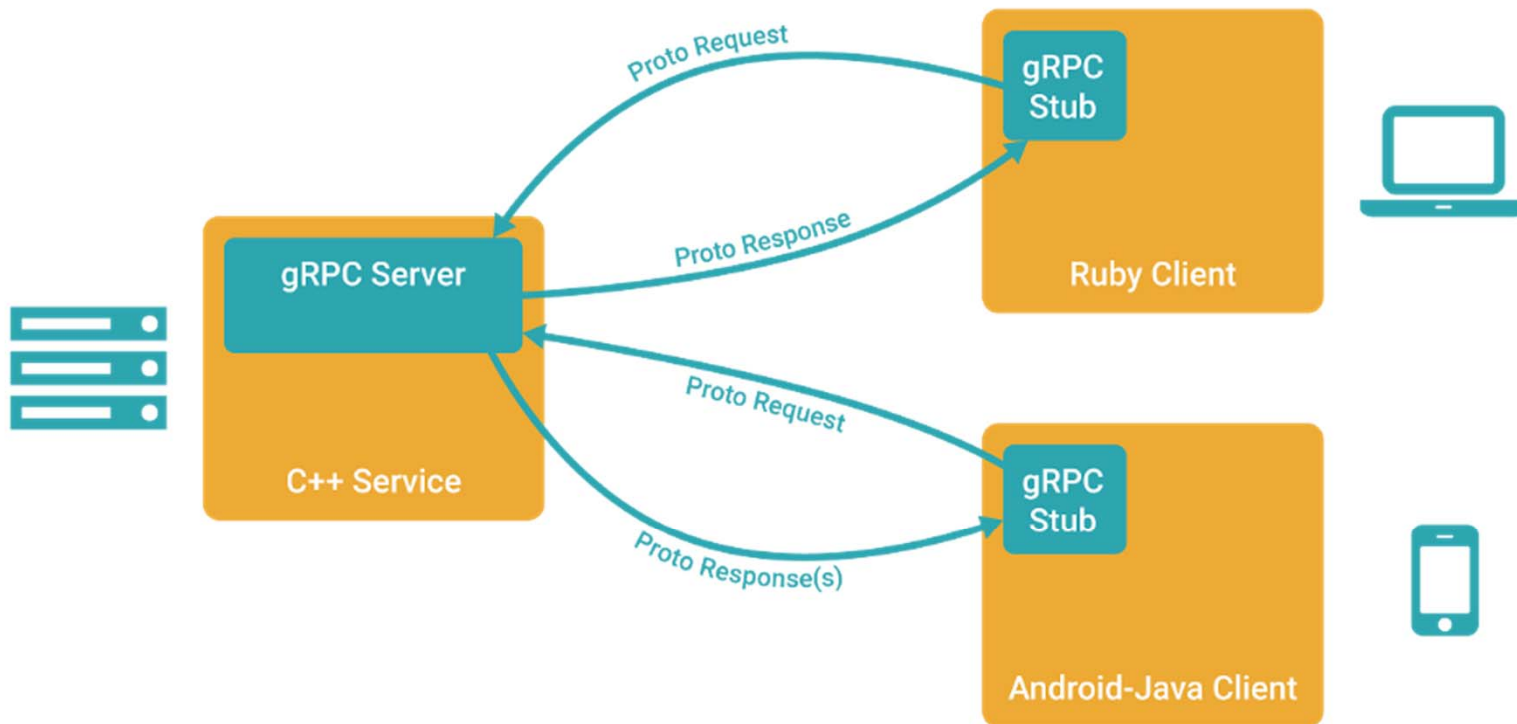 Proto Request
gRPC
Stub
Proto Response
Ruby Client
gRPC Server
C++ Service
Proto Request
gRPC
Stub
Proto Response(s)
Android-Java Client